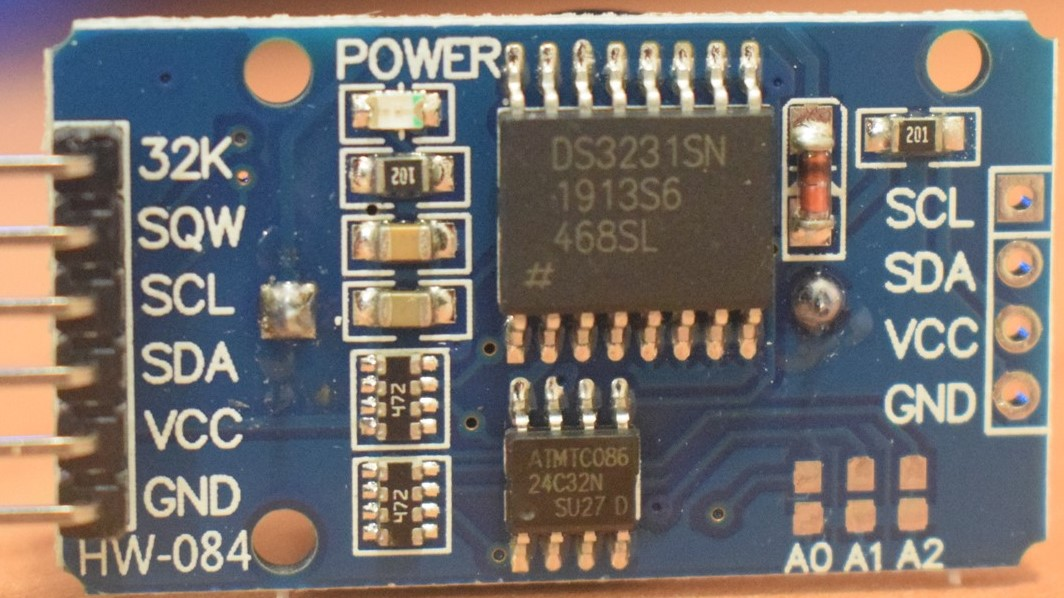 POWER
32K
SQW
SCL
SDA
VCC
GND
HW-084
102
472
472
DS3231SN
1913S6
468SL
#
ATMTC086
24C32N
SU27 D
201
SCL
SDA
VCC
GND
A0 A1 A2